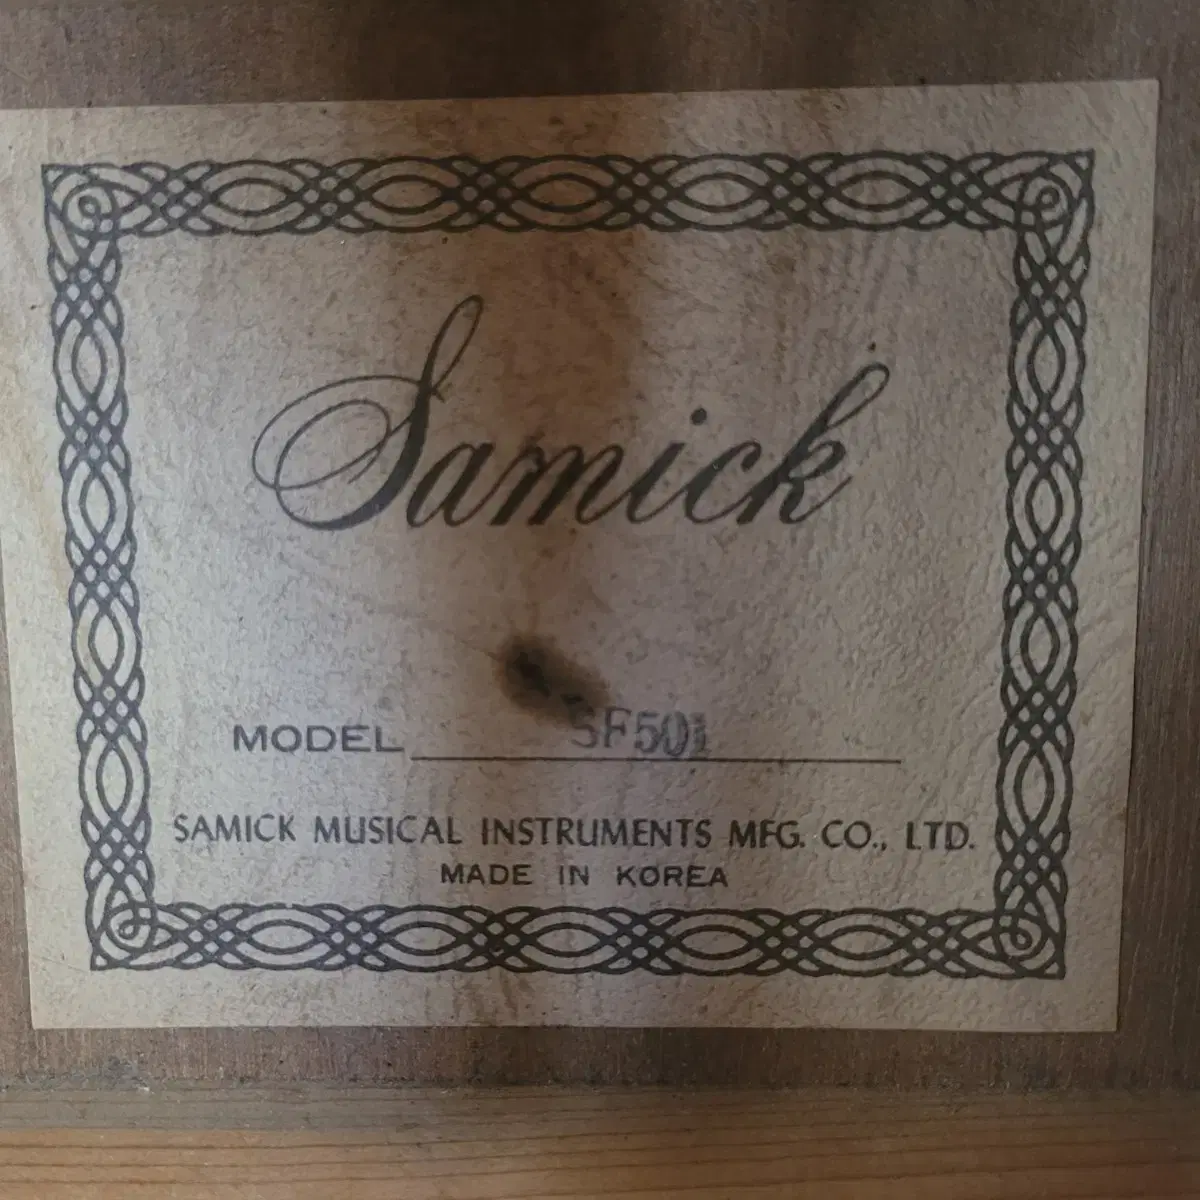 Samick
MODEL SF501
SAMICK MUSICAL INSTRUMENTS MFG. CO., LTD.
MADE IN KOREA